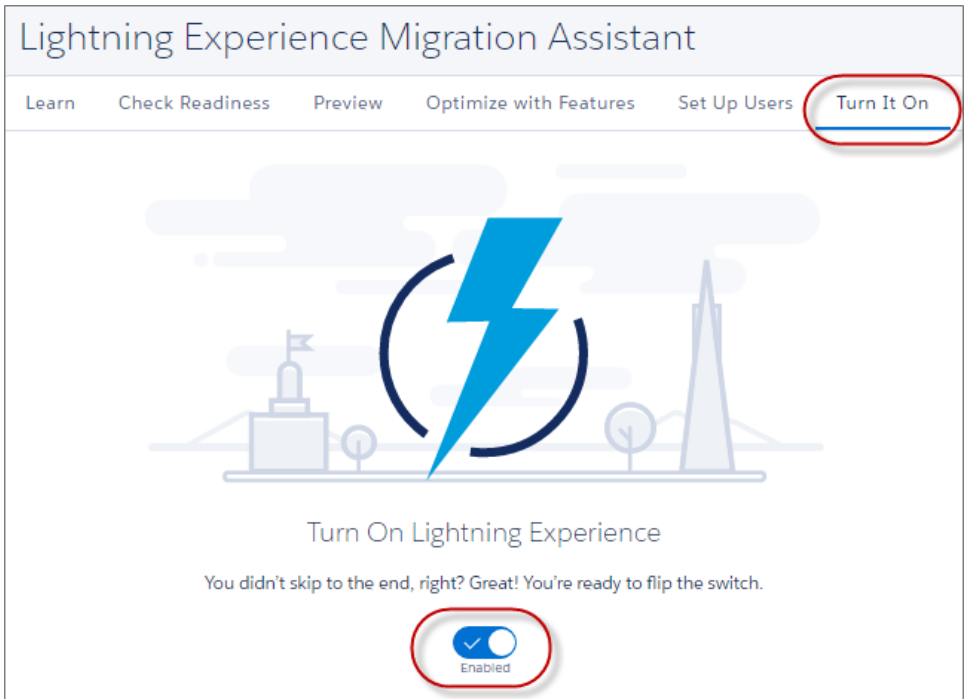 Lightning Experience Migration Assistant
Learn Check Readiness Preview Optimize with Features Set Up Users Turn It On
Turn On Lightning Experience
You didn't skip to the end, right? Great! You're ready to flip the switch.
Enabled